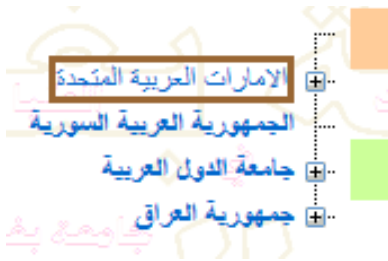 الامارات العربية المتحدة
الجمهورية العربية السورية
جامعة الدول العربية
جمهورية العراق